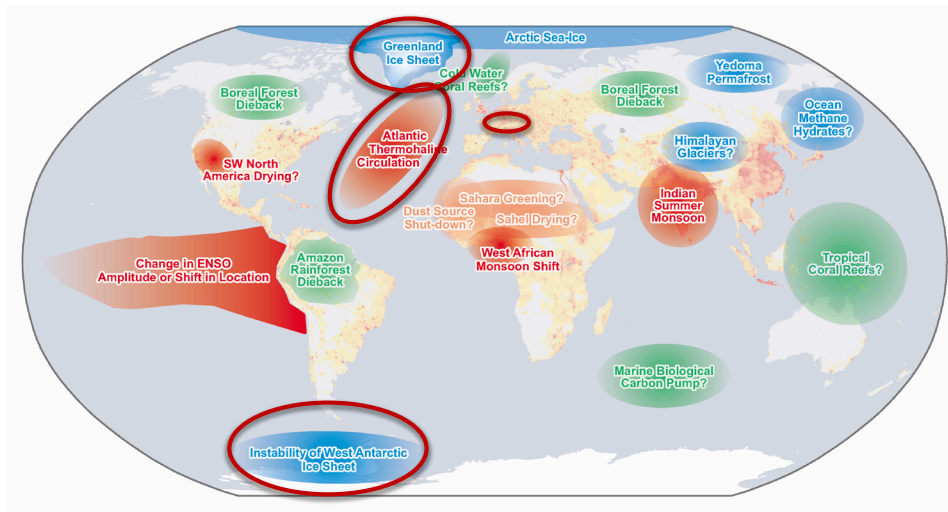 Arctic Sea-Ice
Greenland
Ice Sheet
Cold Water
Coral Reefs?
Yedoma
Permafrost
Boreal Forest
Dieback
Boreal Forest
Dieback
Ocean
Methane
Hydrates?
Atlantic
Thermohaline
Circulation
Himalayan
Glaciers?
SW North
America Drying?
Sahara Greening?
Dust Source
Shut-down?
Sahel Drying?
Indian
Summer
Monsoon
West African
Monsoon Shift
Amazon
Rainforest
Dieback
Change in ENSO
Amplitude or Shift in Location
Tropical
Coral Reefs?
Marine Biological
Carbon Pump?
Instability of West Antarctic
Ice Sheet